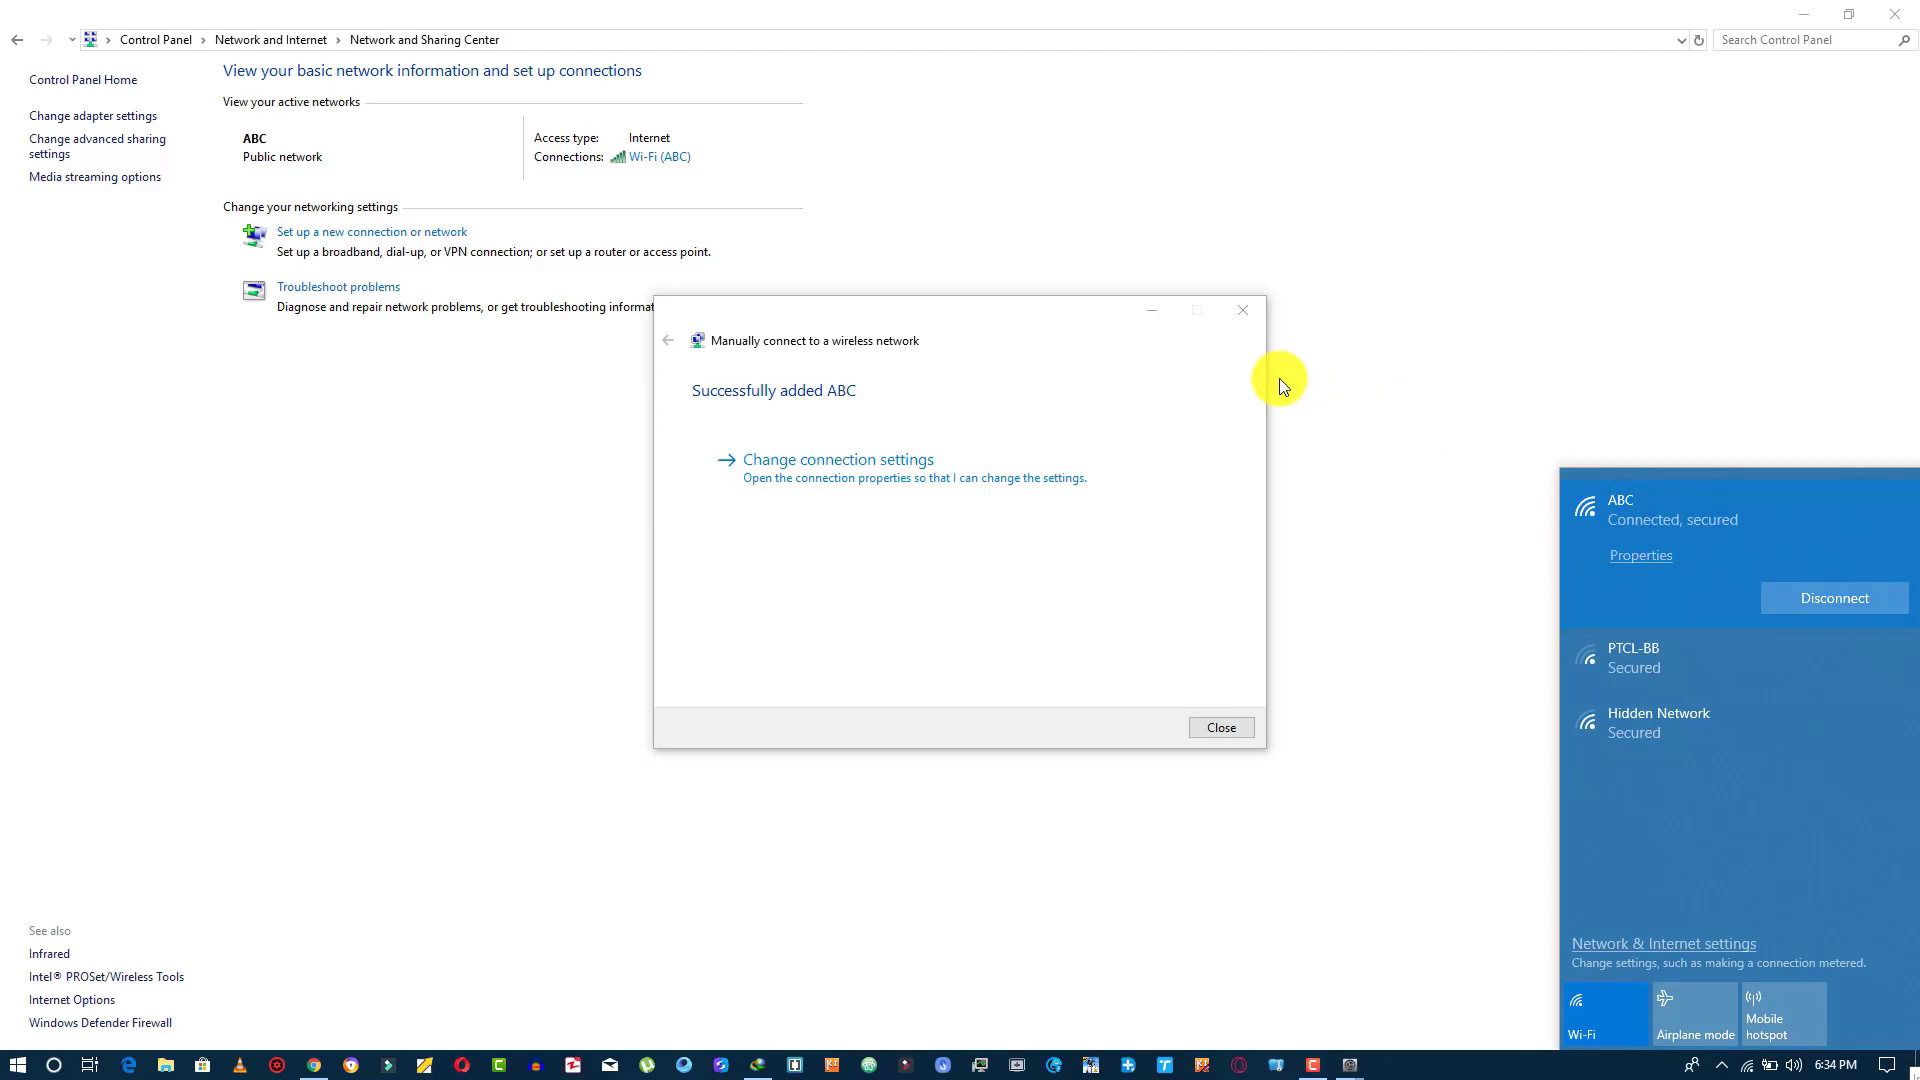 Control Panel
Network and Internet
Network and Sharing Center
Search Control Panel
Control Panel Home
Change adapter settings
Change advanced sharing
settings
Media streaming options
View your basic network information and set up connections
View your active networks
ABC
Public network
Access type: Internet
Connections: Wi-Fi (ABC)
Change your networking settings
Set up a new connection or network
Set up a broadband, dial-up, or VPN connection; or set up a router or access point.
Troubleshoot problems
Diagnose and repair network problems, or get troubleshooting
Manually connect to a wireless network
Successfully added ABC
Change connection settings
Open the connection properties so that I can change the settings.
Close
ABC
Connected, secured
Properties
Disconnect
PTCL-BB
Secured
Hidden Network
Secured
Network & Internet settings
Change settings, such as making a connection metered.
Wi-Fi
Airplane mode
Mobile
hotspot
See also
Infrared
Intel® PROSet/Wireless Tools
Internet Options
Windows Defender Firewall
6:34 PM